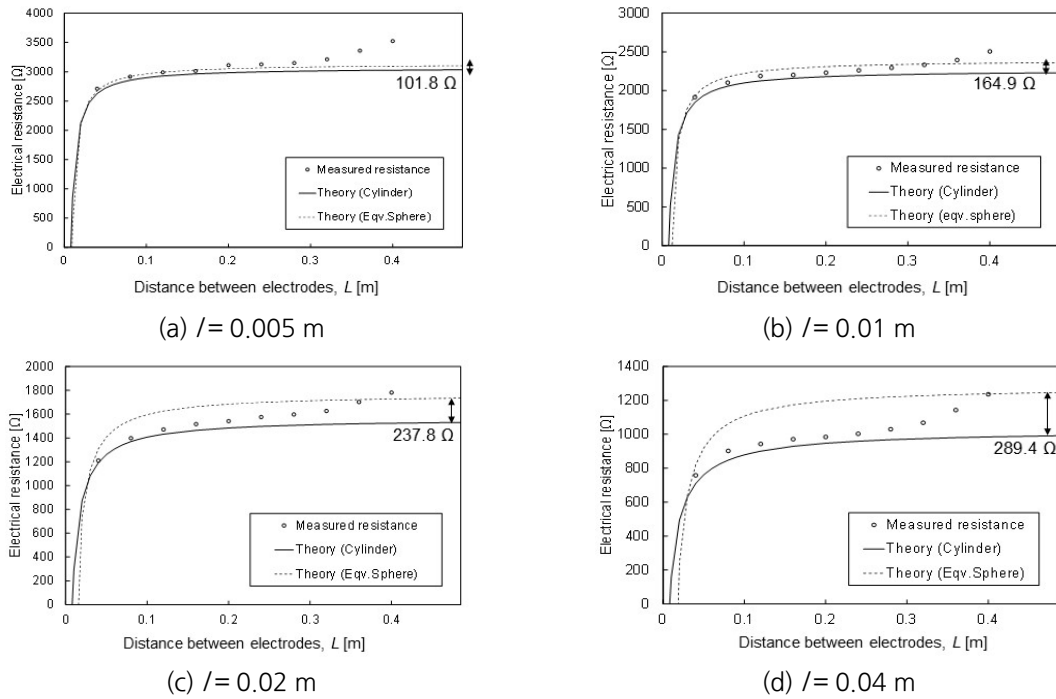 Electrical resistance [Ω]
4000
3500
3000
2500
2000
1500
1000
500
0
101.8 Ω
Measured resistance
Theory (Cylinder)
Theory (Eqv.Sphere)
0 0.1 0.2 0.3 0.4
Distance between electrodes, L [m]
(a) l= 0.005 m
Electrical resistance [Ω]
3000
2500
2000
1500
1000
500
0
164.9 Ω
Measured resistance
Theory (Cylinder)
Theory (eqv.sphere)
0 0.1 0.2 0.3 0.4
Distance between electrodes, L [m]
(b) l= 0.01 m
Electrical resistance [Ω]
2000
1800
1600
1400
1200
1000
800
600
400
200
0
237.8 Ω
Measured resistance
Theory (Cylinder)
Theory (Eqv.Sphere)
0 0.1 0.2 0.3 0.4
Distance between electrodes, L [m]
(c) l= 0.02 m
Electrical resistance [Ω]
1400
1200
1000
800
600
400
200
0
289.4 Ω
Measured resistance
Theory (Cylinder)
Theory (Eqv.Sphere)
0 0.1 0.2 0.3 0.4
Distance between electrodes, L [m]
(d) l= 0.04 m